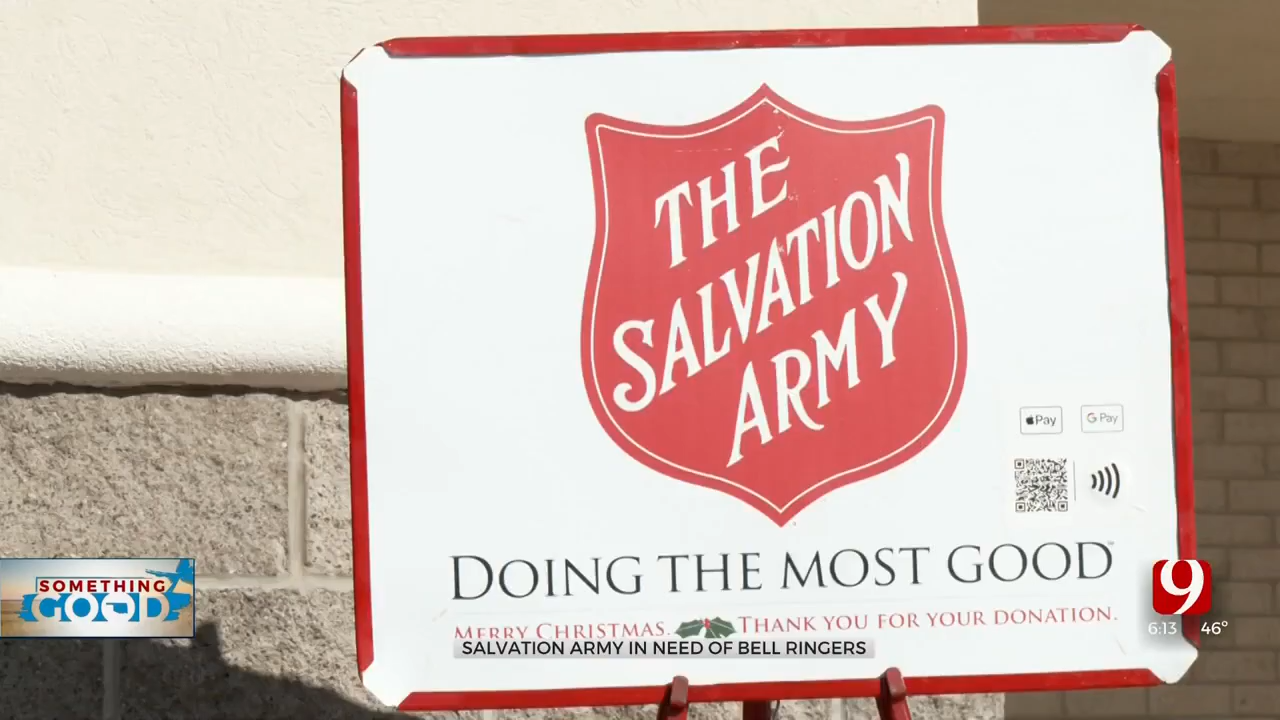 THE
SALVATION
ARMY
Pay
G Pay
DOING THE MOST GOOD™
MERRY CHRISTMAS. THANK YOU FOR YOUR DONATION.
SALVATION ARMY IN NEED OF BELL RINGERS
SOMETHING
GOOD
9
6:13 46°